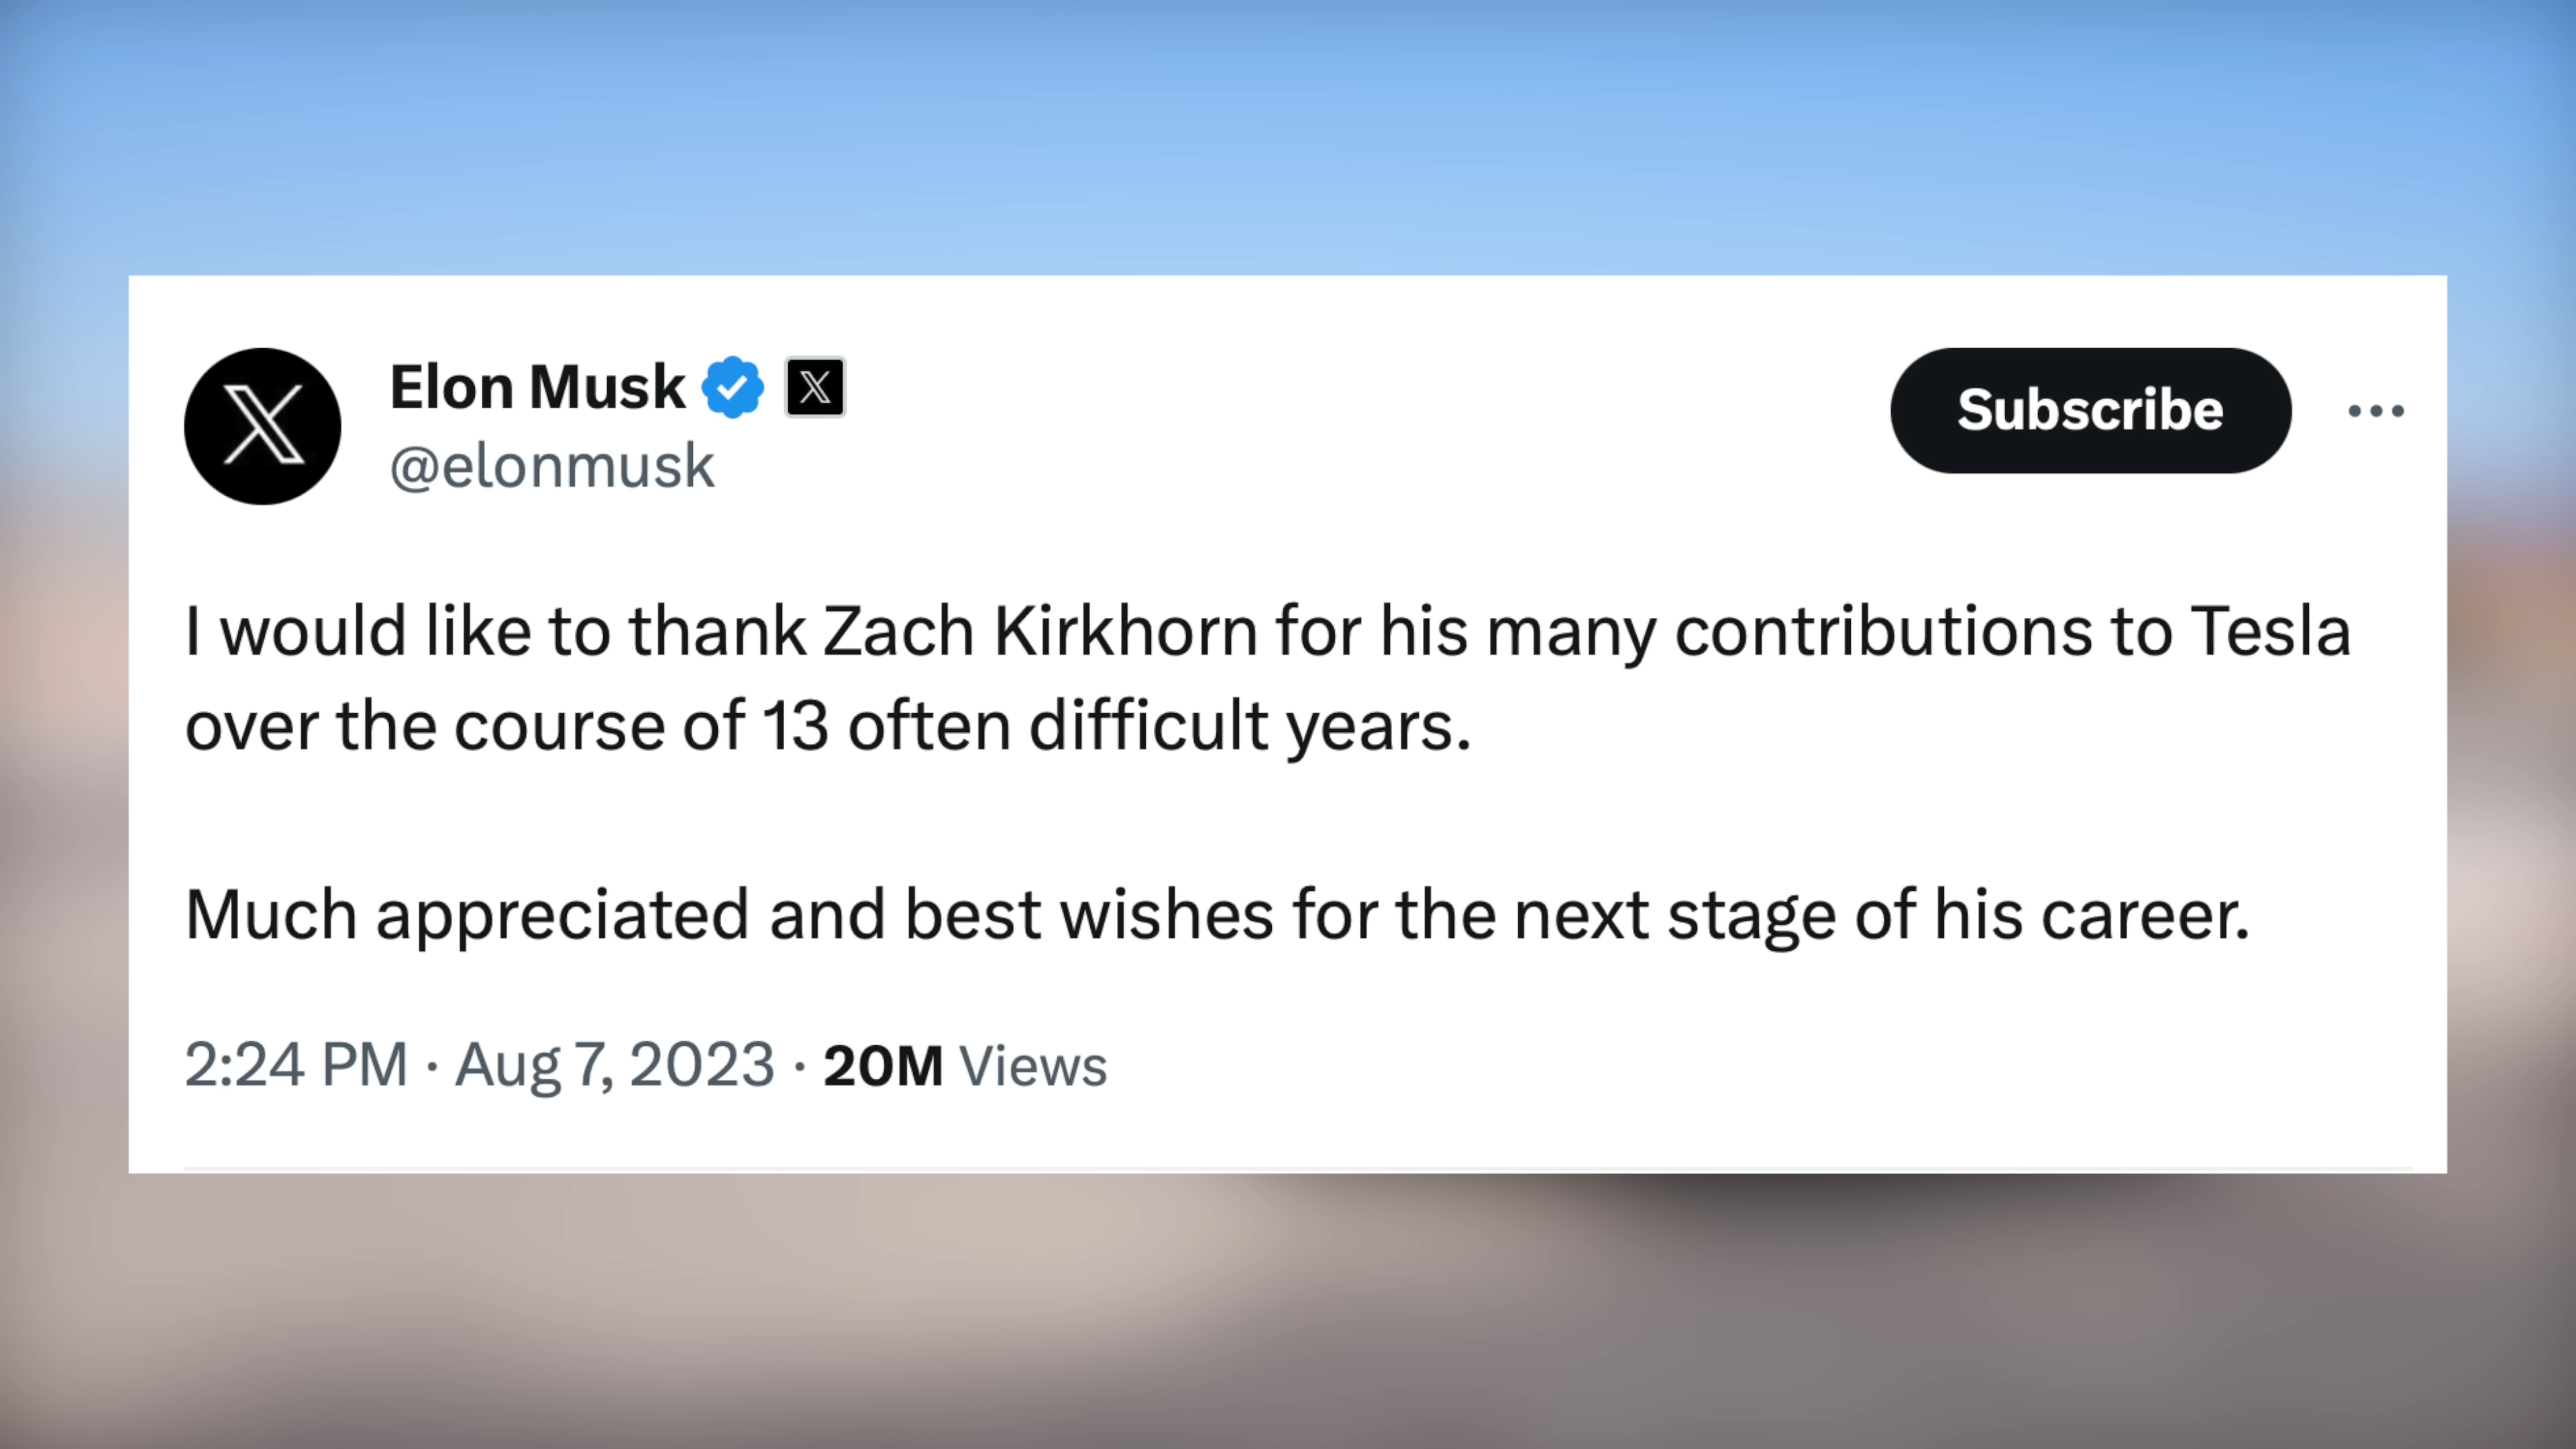 Elon Musk
@elonmusk
Subscribe
I would like to thank Zach Kirkhorn for his many contributions to Tesla
over the course of 13 often difficult years.
Much appreciated and best wishes for the next stage of his career.
2:24 PM · Aug 7, 2023 · 20M Views